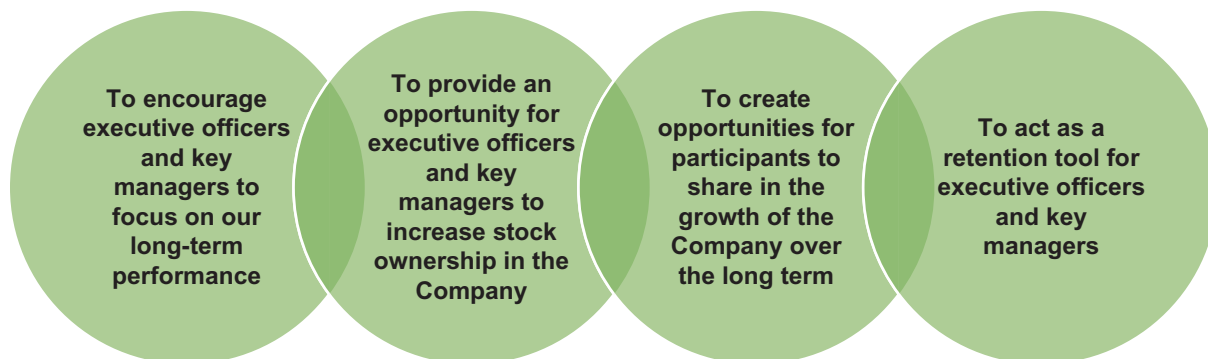 To encourage
executive officers
and key
managers to
focus on our
long-term
performance
To provide an
opportunity for
executive officers
and key
managers to
increase stock
ownership in the
Company
To create
opportunities for
participants to
share in the
growth of the
Company over
the long term
To act as a
retention tool for
executive officers
and key
managers